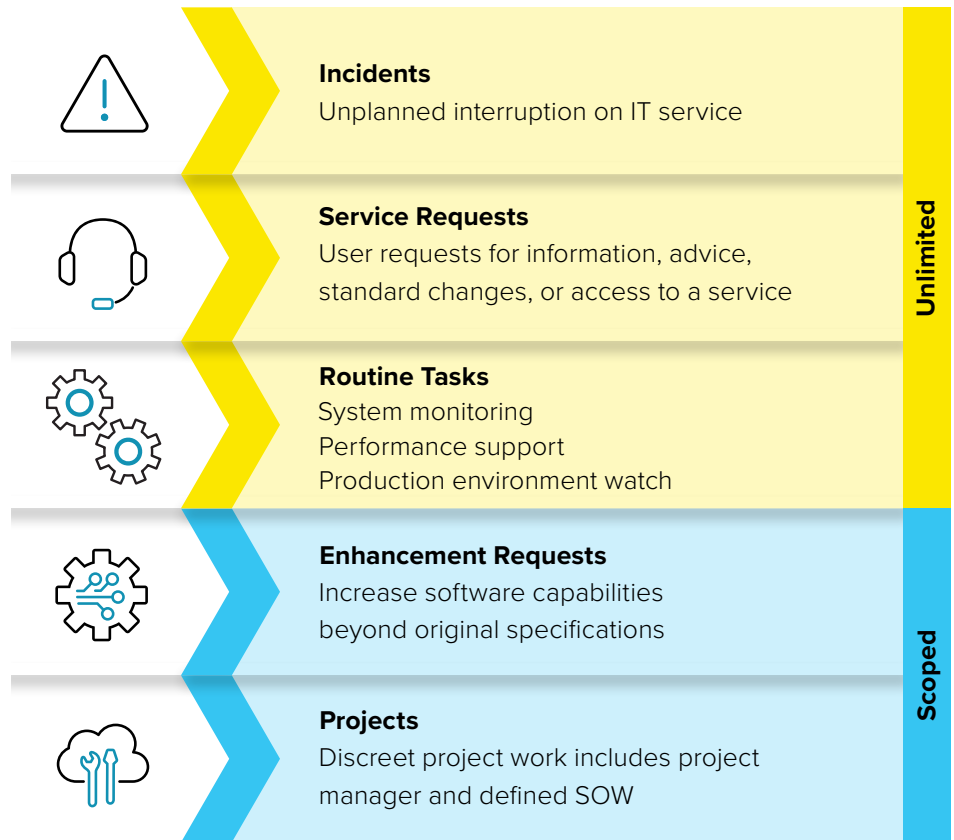 Incidents
Unplanned interruption on IT service
Service Requests
User requests for information, advice,
standard changes, or access to a service
Routine Tasks
System monitoring
Performance support
Production environment watch
Unlimited
Enhancement Requests
Increase software capabilities
beyond original specifications
Projects
Discreet project work includes project
manager and defined SOW
Scoped